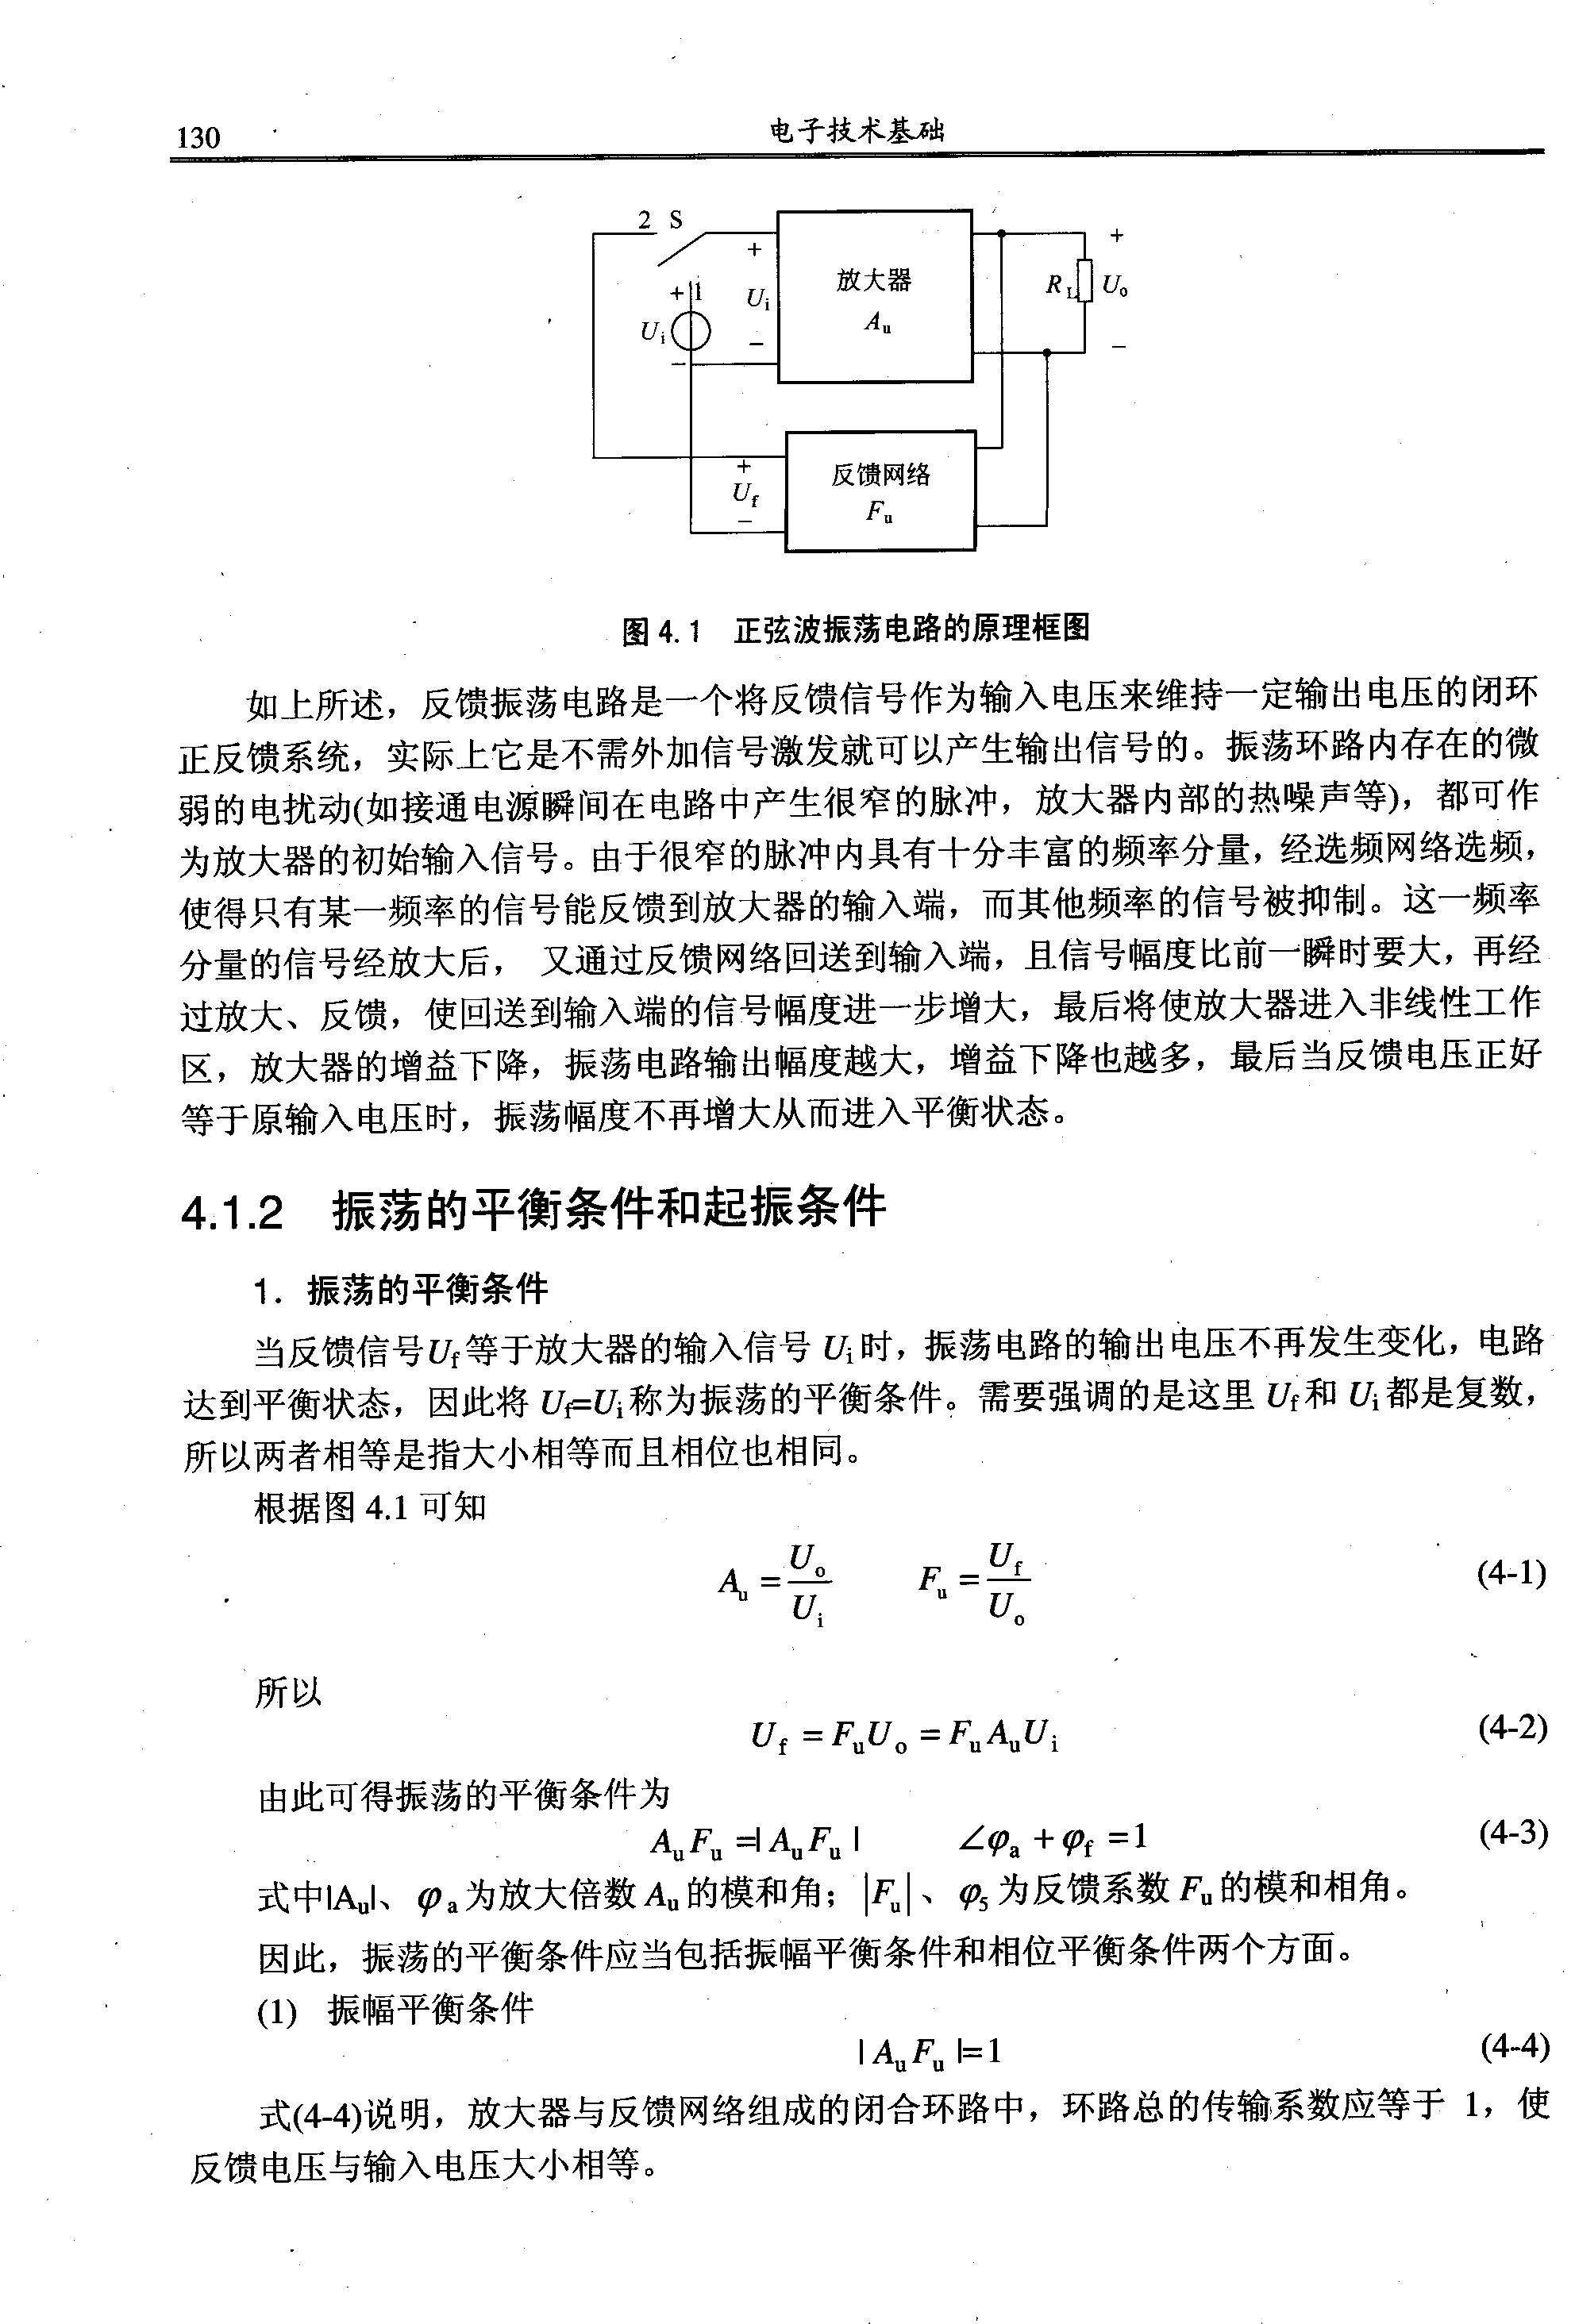 130
电子技术基础
2 S
+
+
放大器
R_L
U_o
+ 1
U_i
A_u
U_i
−
−
−
+
反馈网络
U_f
F_u
−
图 4.1 正弦波振荡电路的原理框图
如上所述，反馈振荡电路是一个将反馈信号作为输入电压来维持一定输出电压的闭环
正反馈系统，实际上它是不需外加信号激发就可以产生输出信号的。振荡环路内存在的微
弱的电扰动(如接通电源瞬间在电路中产生很窄的脉冲，放大器内部的热噪声等)，都可作
为放大器的初始输入信号。由于很窄的脉冲内具有十分丰富的频率分量，经选频网络选频，
使得只有某一频率的信号能反馈到放大器的输入端，而其他频率的信号被抑制。这一频率
分量的信号经放大后， 又通过反馈网络回送到输入端，且信号幅度比前一瞬时要大，再经
过放大、反馈，使回送到输入端的信号幅度进一步增大，最后将使放大器进入非线性工作
区，放大器的增益下降，振荡电路输出幅度越大，增益下降也越多，最后当反馈电压正好
等于原输入电压时，振荡幅度不再增大从而进入平衡状态。
4.1.2 振荡的平衡条件和起振条件
1. 振荡的平衡条件
当反馈信号 U_f 等于放大器的输入信号 U_i 时，振荡电路的输出电压不再发生变化，电路
达到平衡状态，因此将 U_f=U_i 称为振荡的平衡条件。需要强调的是这里 U_f 和 U_i 都是复数，
所以两者相等是指大小相等而且相位也相同。
根据图 4.1 可知
A_u = U_o / U_i    F_u = U_f / U_o    (4-1)
所以
U_f = F_u U_o = F_u A_u U_i    (4-2)
由此可得振荡的平衡条件为
A_u F_u =| A_u F_u |    ∠φ_a + φ_f = 1    (4-3)
式中|A_u|、φ_a 为放大倍数 A_u 的模和角；|F_u|、φ_5 为反馈系数 F_u 的模和相角。
因此，振荡的平衡条件应当包括振幅平衡条件和相位平衡条件两个方面。
(1) 振幅平衡条件
| A_u F_u |= 1    (4-4)
式(4-4)说明，放大器与反馈网络组成的闭合环路中，环路总的传输系数应等于 1，使
反馈电压与输入电压大小相等。